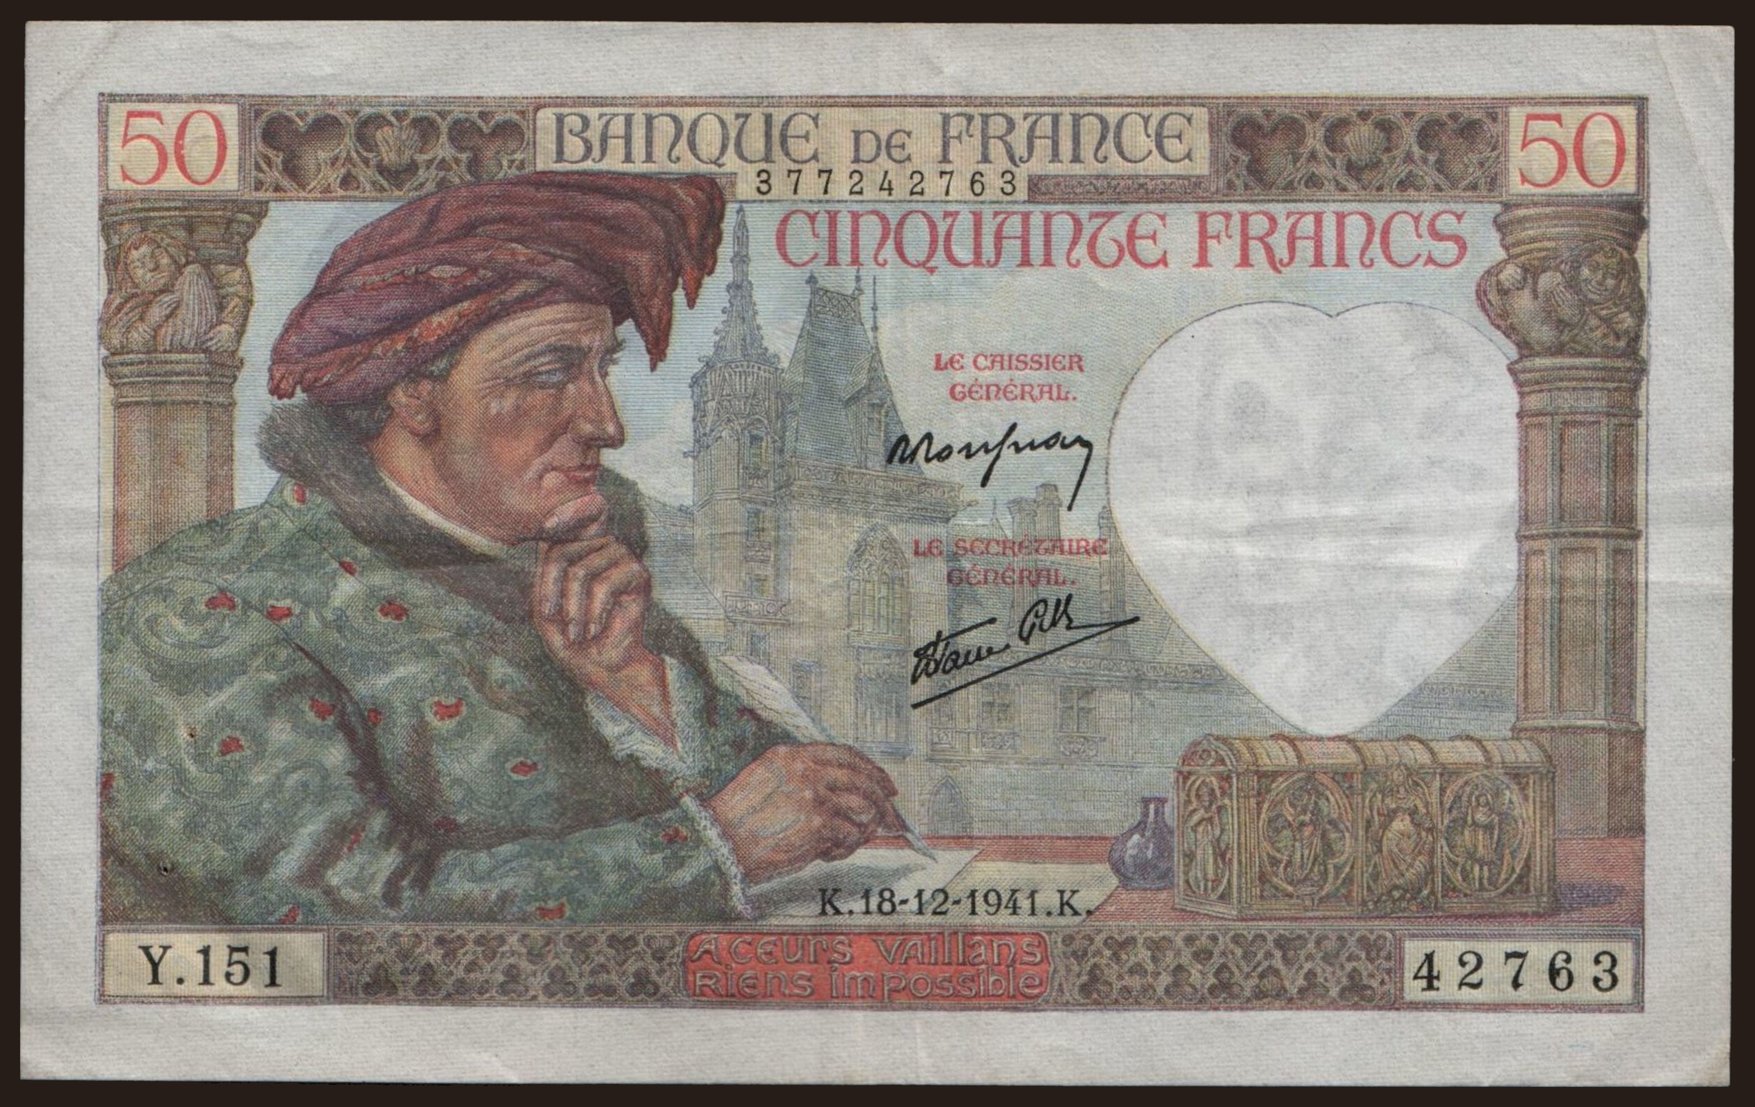 50 BANQUE DE FRANCE 50
377242763
CINQUANTE FRANCS
LE CAISSIER
GÉNÉRAL.
LE SECRÉTAIRE
GÉNÉRAL.
K.18-12-1941.K.
Y.151
A CŒURS VAILLANS
RIENS IMPOSSIBLE
42763